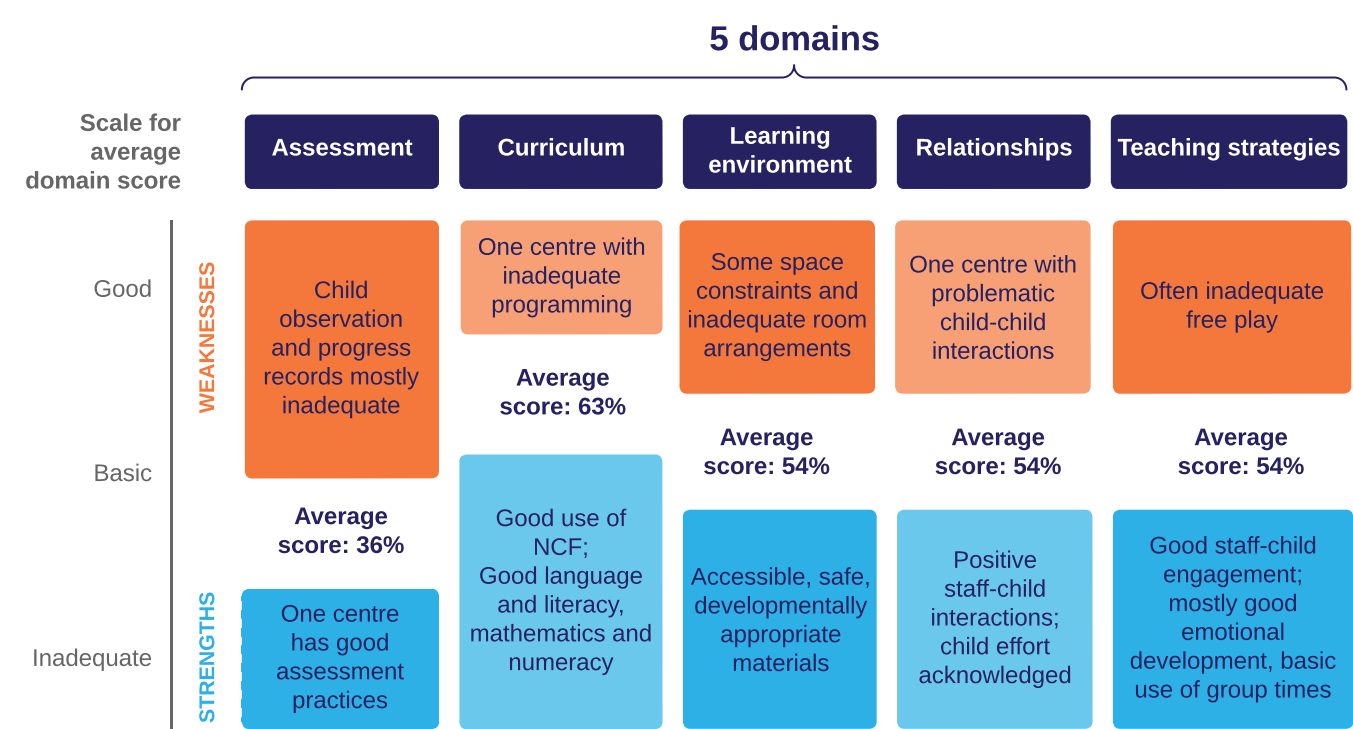 5 domains
Scale for
average
domain score
Assessment
Curriculum
Learning
environment
Relationships
Teaching strategies
Good
Basic
Inadequate
WEAKNESSES
STRENGTHS
Child
observation
and progress
records mostly
inadequate
Average
score: 36%
One centre
has good
assessment
practices
One centre with
inadequate
programming
Average
score: 63%
Good use of
NCF;
Good language
and literacy,
mathematics and
numeracy
Some space
constraints and
inadequate room
arrangements
Average
score: 54%
Accessible, safe,
developmentally
appropriate
materials
One centre with
problematic
child-child
interactions
Average
score: 54%
Positive
staff-child
interactions;
child effort
acknowledged
Often inadequate
free play
Average
score: 54%
Good staff-child
engagement;
mostly good
emotional
development, basic
use of group times